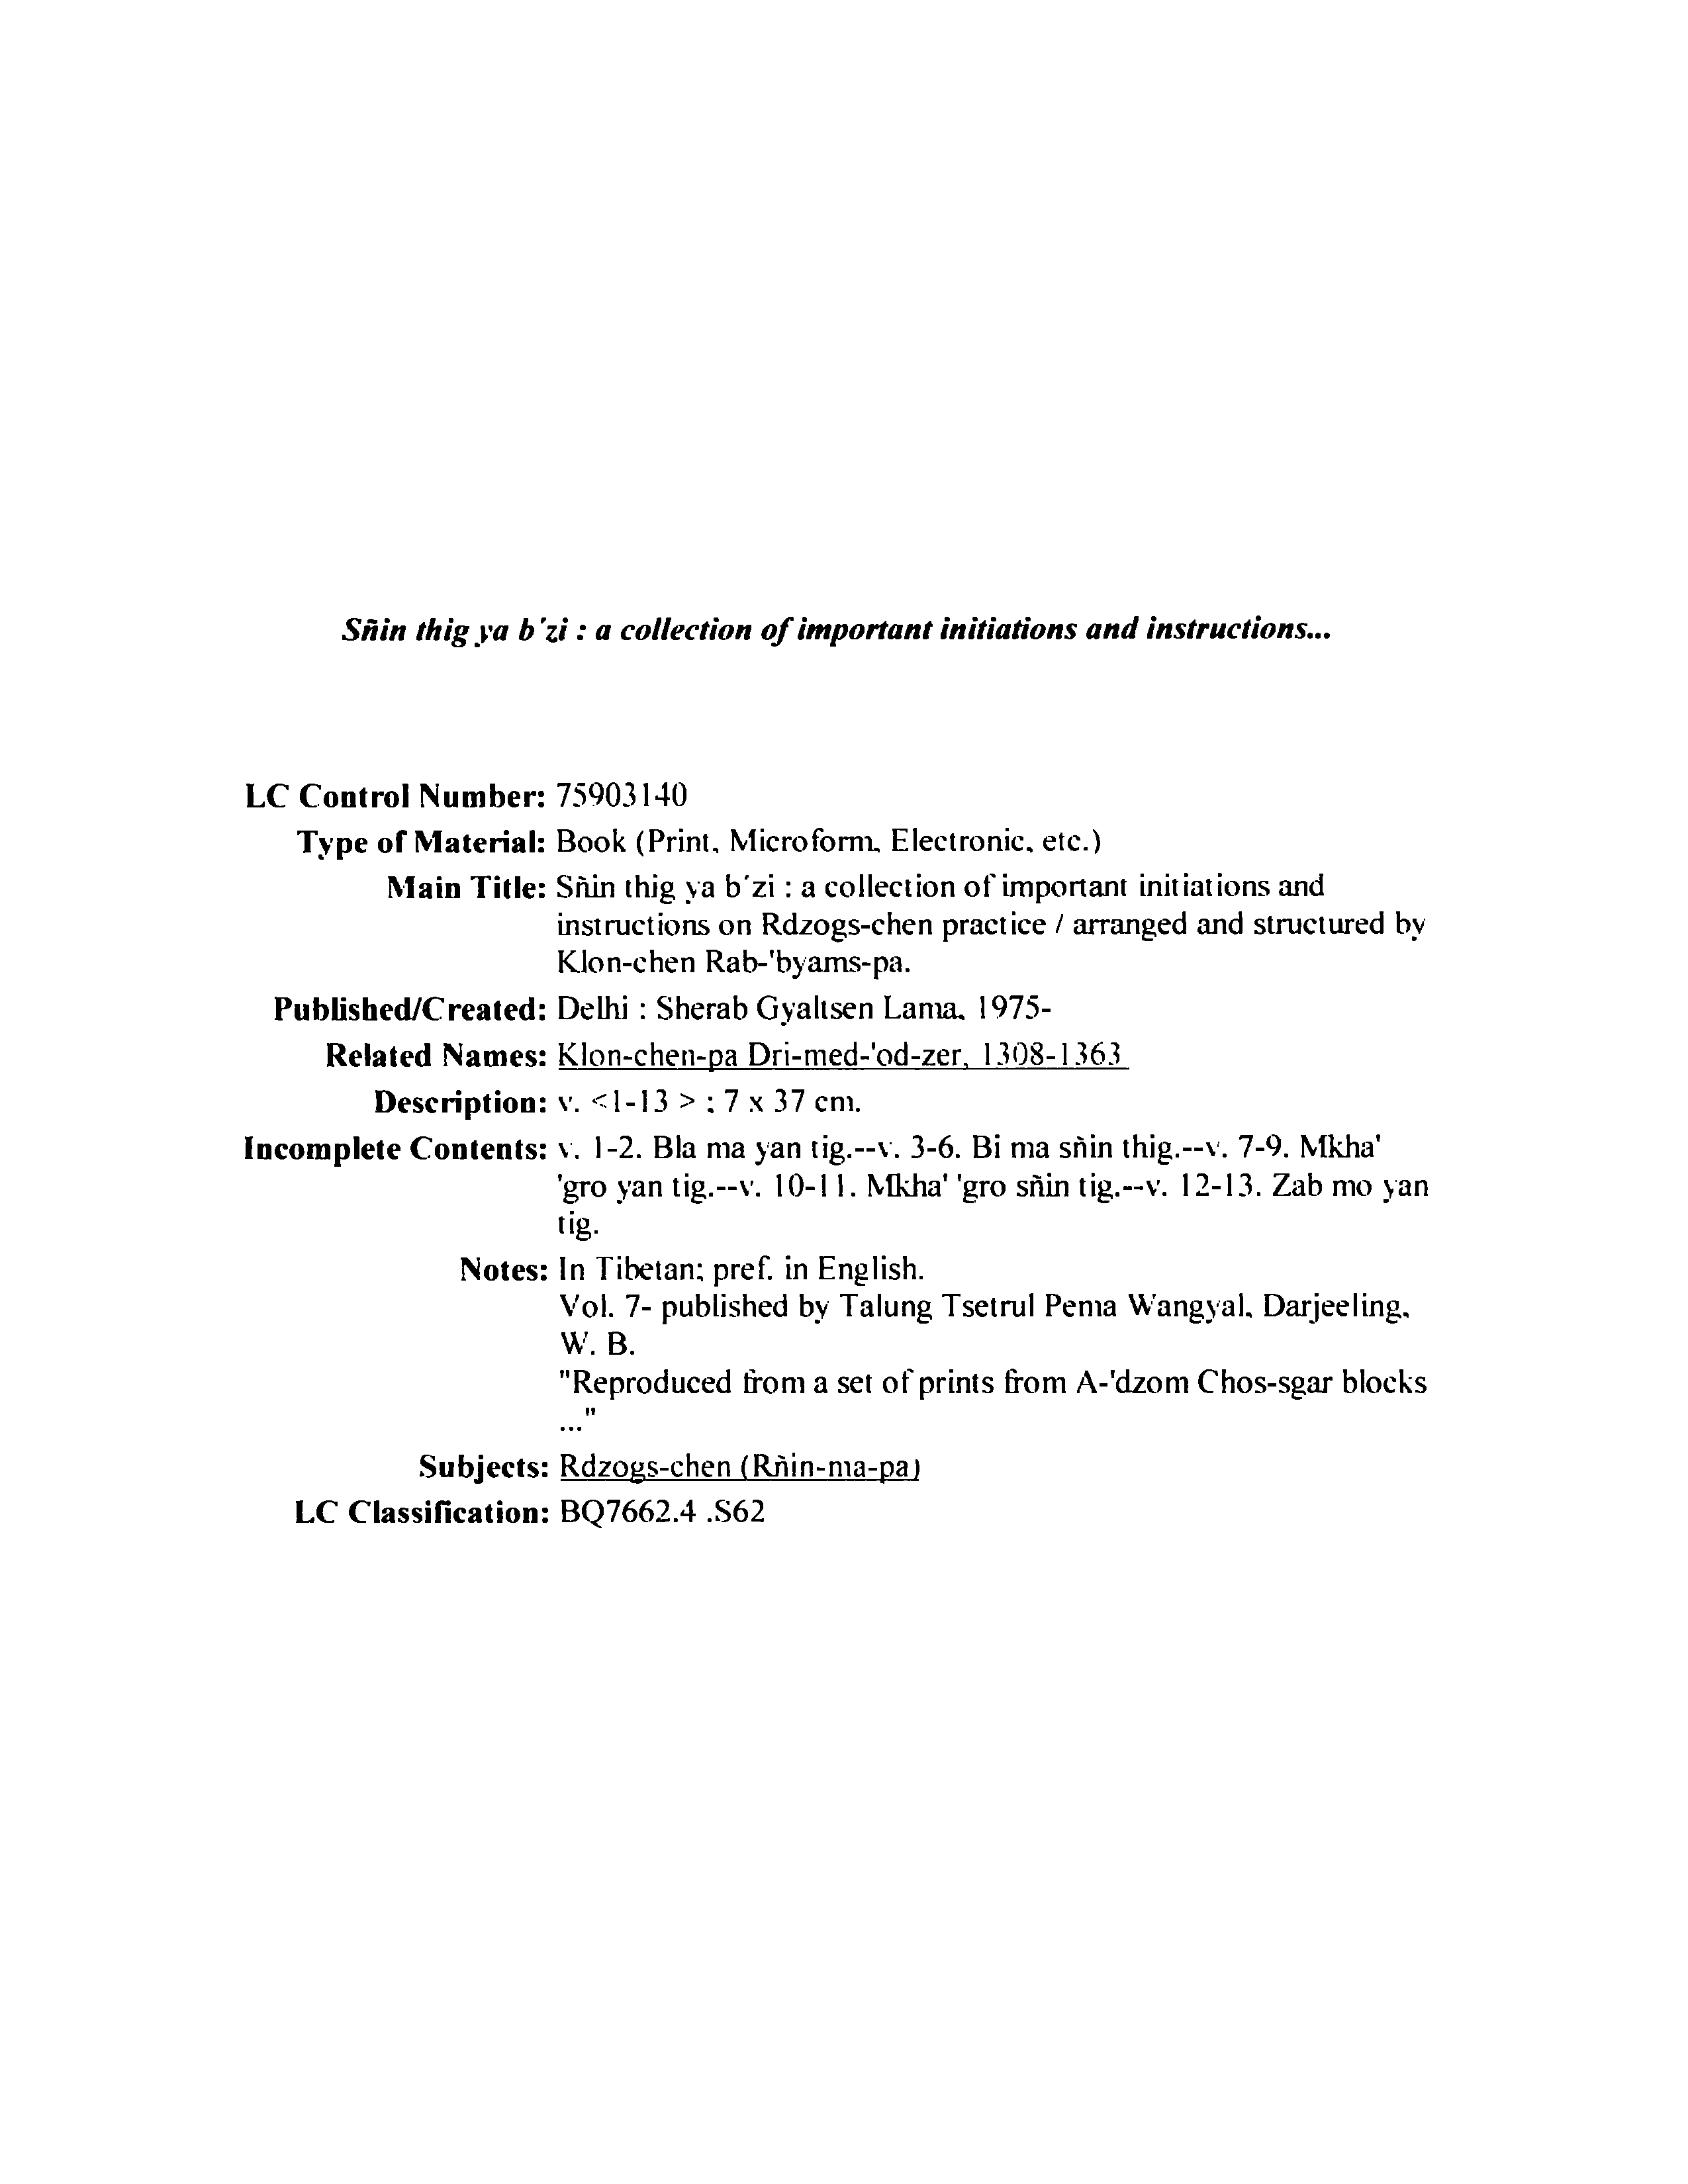 Sñin thig ya b'zi : a collection of important initiations and instructions...
LC Control Number: 75903140
Type of Material: Book (Print, Microform, Electronic, etc.)
Main Title: Sñin thig ya b'zi : a collection of important initiations and
instructions on Rdzogs-chen practice / arranged and structured by
Klon-chen Rab-'byams-pa.
Published/Created: Delhi : Sherab Gyaltsen Lama, 1975-
Related Names: Klon-chen-pa Dri-med-'od-zer, 1308-1363
Description: v. <1-13 > ; 7 x 37 cm.
Incomplete Contents: v. 1-2. Bla ma yan tig.--v. 3-6. Bi ma sñin thig.--v. 7-9. Mkha'
'gro yan tig.--v. 10-11. Mkha' 'gro sñin tig.--v. 12-13. Zab mo yan
tig.
Notes: In Tibetan; pref. in English.
Vol. 7- published by Talung Tsetrul Pema Wangyal, Darjeeling,
W. B.
"Reproduced from a set of prints from A-'dzom Chos-sgar blocks
..."
Subjects: Rdzogs-chen (Rñin-ma-pa)
LC Classification: BQ7662.4 .S62